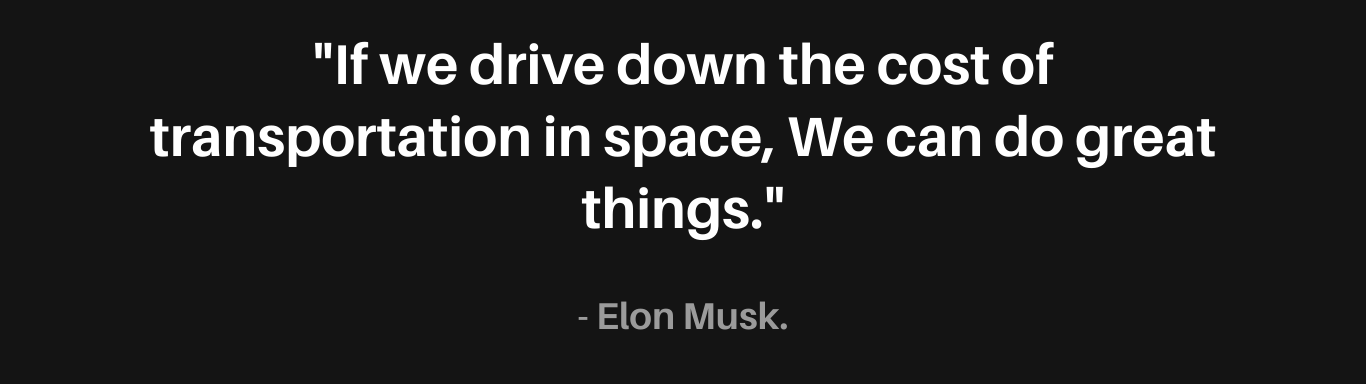 "If we drive down the cost of
transportation in space, We can do great
things."
- Elon Musk.